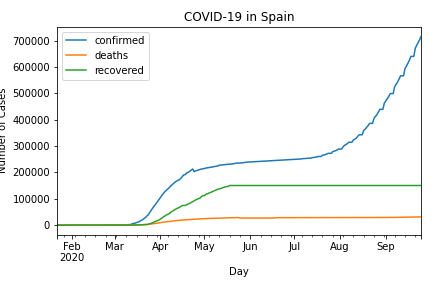 COVID-19 in Spain
700000
600000
500000
400000
300000
200000
100000
0
Number of Cases
confirmed
deaths
recovered
Feb
2020
Mar
Apr
May
Jun
Jul
Aug
Sep
Day